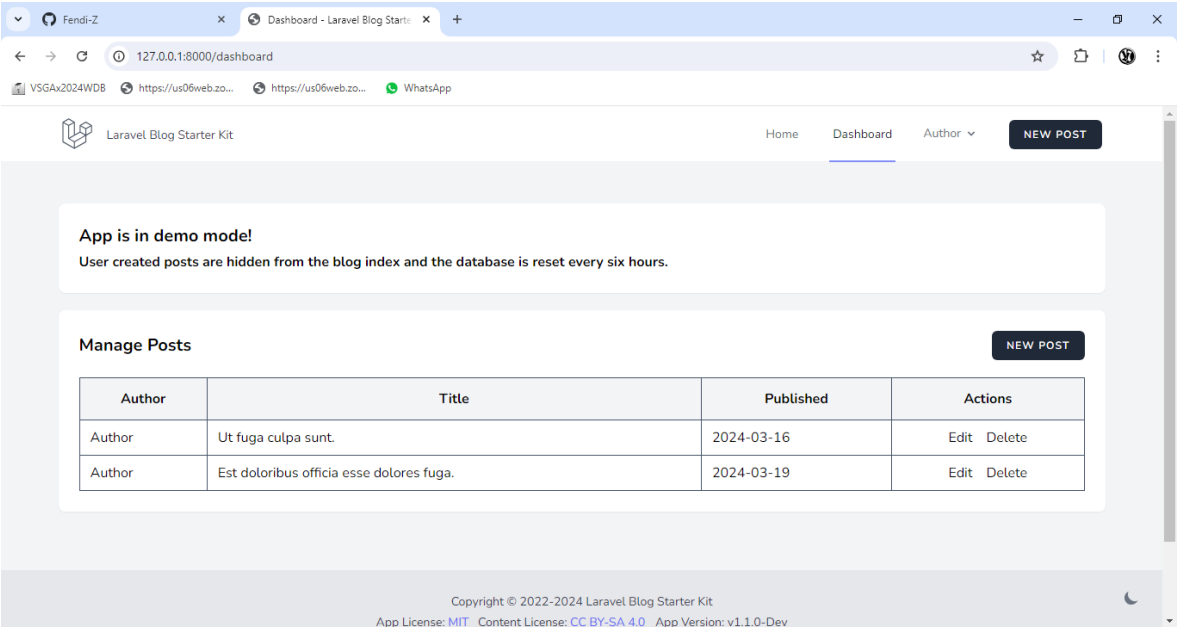 Fendi-Z
Dashboard - Laravel Blog Starte
127.0.0.1:8000/dashboard
VSGAx2024WDB https://us06web.zo... https://us06web.zo... WhatsApp
Laravel Blog Starter Kit Home Dashboard Author NEW POST
App is in demo mode!
User created posts are hidden from the blog index and the database is reset every six hours.
Manage Posts NEW POST
Author Title Published Actions
Author Ut fuga culpa sunt. 2024-03-16 Edit Delete
Author Est doloribus officia esse dolores fuga. 2024-03-19 Edit Delete
Copyright © 2022-2024 Laravel Blog Starter Kit
App License: MIT Content License: CC BY-SA 4.0 App Version: v1.1.0-Dev